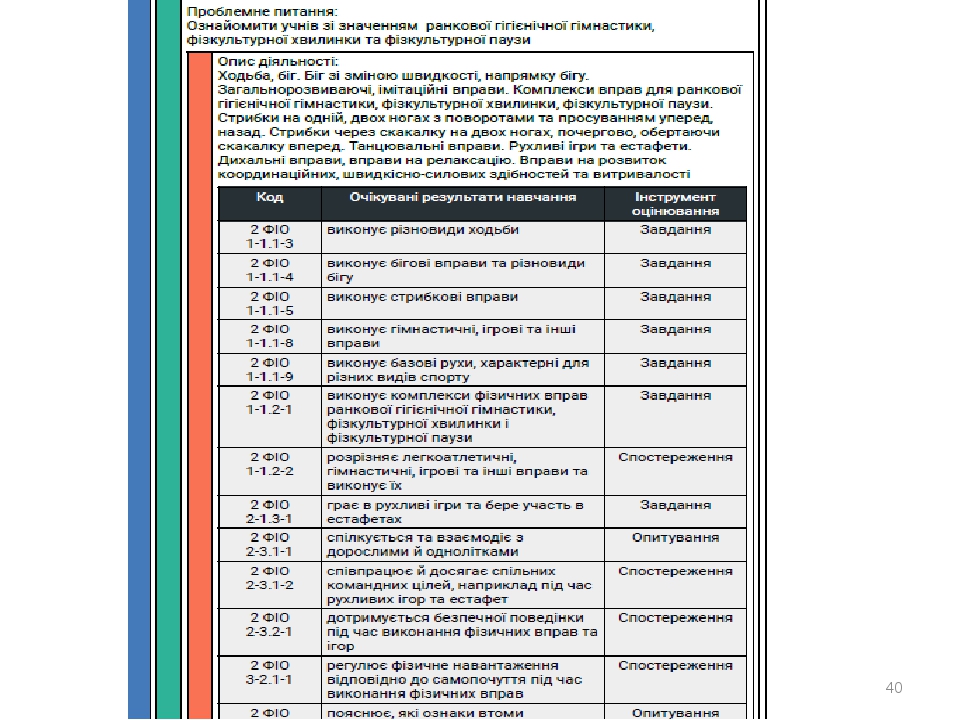 Проблемне питання:
Ознайомити учнів зі значенням ранкової гігієнічної гімнастики,
фізкультурної хвилинки та фізкультурної паузи
Опис діяльності:
Ходьба, біг. Біг зі зміною швидкості, напрямку бігу.
Загальнорозвиваючі, імітаційні вправи. Комплекси вправ для ранкової
гігієнічної гімнастики, фізкультурної хвилинки, фізкультурної паузи.
Стрибки на одній, двох ногах з поворотами та просуванням уперед,
назад. Стрибки через скакалку на двох ногах, почергово, обертаючи
скакалку вперед. Танцювальні вправи. Рухливі ігри та естафети.
Дихальні вправи, вправи на релаксацію. Вправи на розвиток
координаційних, швидкісно-силових здібностей та витривалості
Код Очікувані результати навчання Інструмент
оцінювання
2 ФІО виконує різновиди ходьби Завдання
1-1.1-3
2 ФІО виконує бігові вправи та різновиди Завдання
1-1.1-4 бігу
2 ФІО виконує стрибкові вправи Завдання
1-1.1-5
2 ФІО виконує гімнастичні, ігрові та інші Завдання
1-1.1-8 вправи
2 ФІО виконує базові рухи, характерні для Завдання
1-1.1-9 різних видів спорту
2 ФІО виконує комплекси фізичних вправ Завдання
1-1.2-1 ранкової гігієнічної гімнастики,
фізкультурної хвилинки і
фізкультурної паузи
2 ФІО розрізняє легкоатлетичні, Спостереження
1-1.2-2 гімнастичні, ігрові та інші вправи та
виконує їх
2 ФІО грає в рухливі ігри та бере участь в Завдання
2-1.3-1 естафетах
2 ФІО спілкується та взаємодіє з Опитування
2-3.1-1 дорослими й однолітками
2 ФІО співпрацює й досягає спільних Спостереження
2-3.1-2 командних цілей, наприклад під час
рухливих ігор та естафет
2 ФІО дотримується безпечної поведінки Спостереження
2-3.2-1 під час виконання фізичних вправ та
ігор
2 ФІО регулює фізичне навантаження Спостереження
3-2.1-1 відповідно до самопочуття під час
виконання фізичних вправ
2 ФІО пояснює, які ознаки втоми Опитування
40